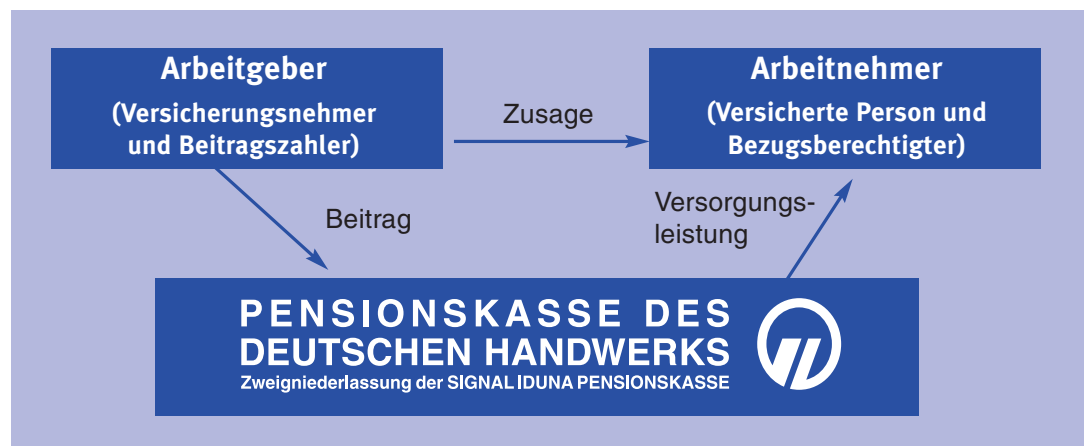 Arbeitgeber
(Versicherungsnehmer
und Beitragszahler)
Zusage
Arbeitnehmer
(Versicherte Person und
Bezugsberechtigter)
Beitrag
Versorgungs-
leistung
PENSIONSKASSE DES
DEUTSCHEN HANDWERKS
Zweigniederlassung der SIGNAL IDUNA PENSIONSKASSE